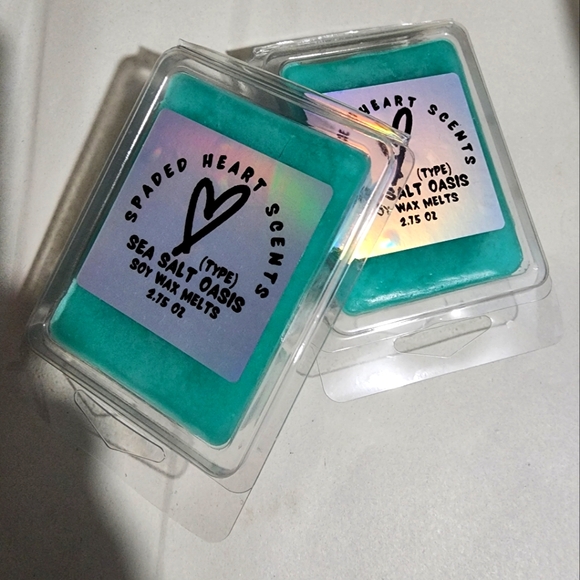 SPADED HEART SCENTS
(TYPE)
SEA SALT OASIS
SOY WAX MELTS
2.75 OZ
HEART SCENTS
(TYPE)
SALT OASIS
WAX MELTS
2.75 OZ